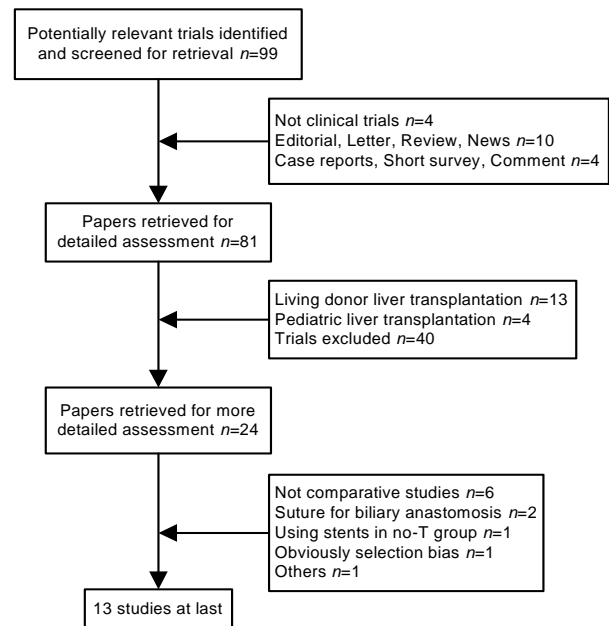 Potentially relevant trials identified
and screened for retrieval n=99
Not clinical trials n=4
Editorial, Letter, Review, News n=10
Case reports, Short survey, Comment n=4
Papers retrieved for
detailed assessment n=81
Living donor liver transplantation n=13
Pediatric liver transplantation n=4
Trials excluded n=40
Papers retrieved for more
detailed assessment n=24
Not comparative studies n=6
Suture for biliary anastomosis n=2
Using stents in no-T group n=1
Obviously selection bias n=1
Others n=1
13 studies at last